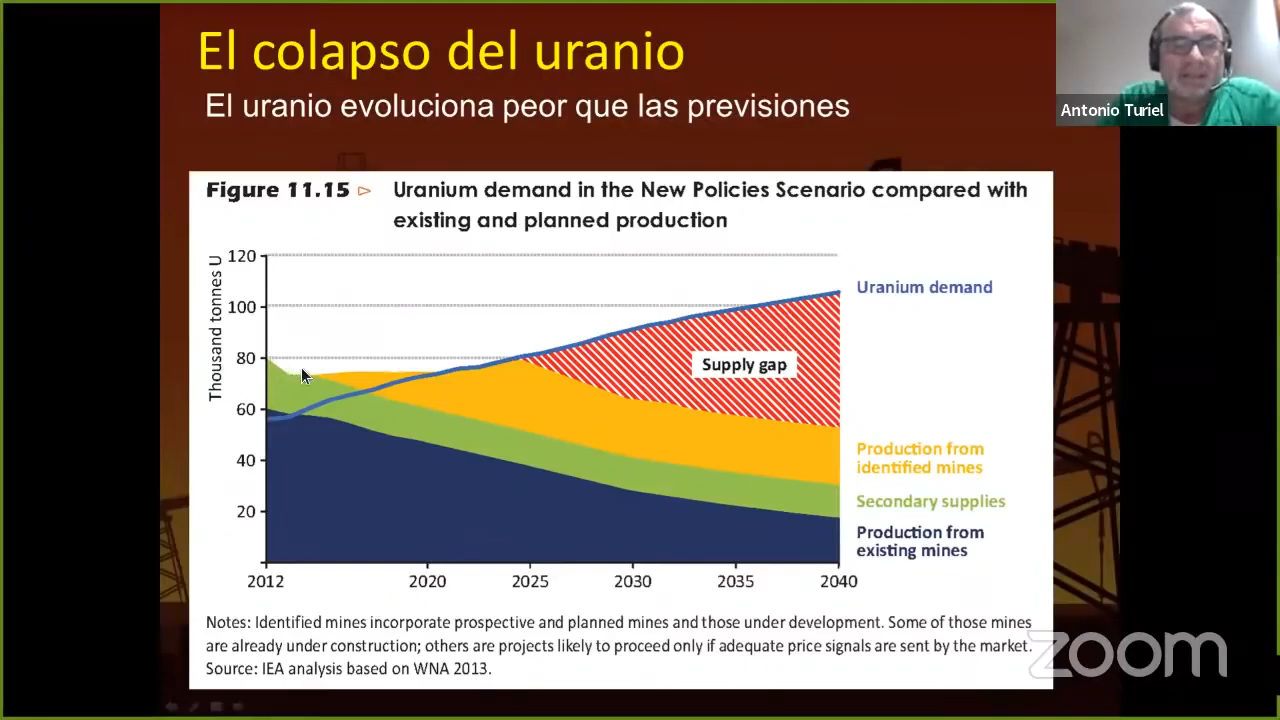 El colapso del uranio
El uranio evoluciona peor que las previsiones
Antonio Turiel
Figure 11.15 ▷ Uranium demand in the New Policies Scenario compared with
existing and planned production
Thousand tonnes U
120
100
80
60
40
20
2012
2020
2025
2030
2035
2040
Uranium demand
Supply gap
Production from
identified mines
Secondary supplies
Production from
existing mines
Notes: Identified mines incorporate prospective and planned mines and those under development. Some of those mines
are already under construction; others are projects likely to proceed only if adequate price signals are sent by the market.
Source: IEA analysis based on WNA 2013.
zoom